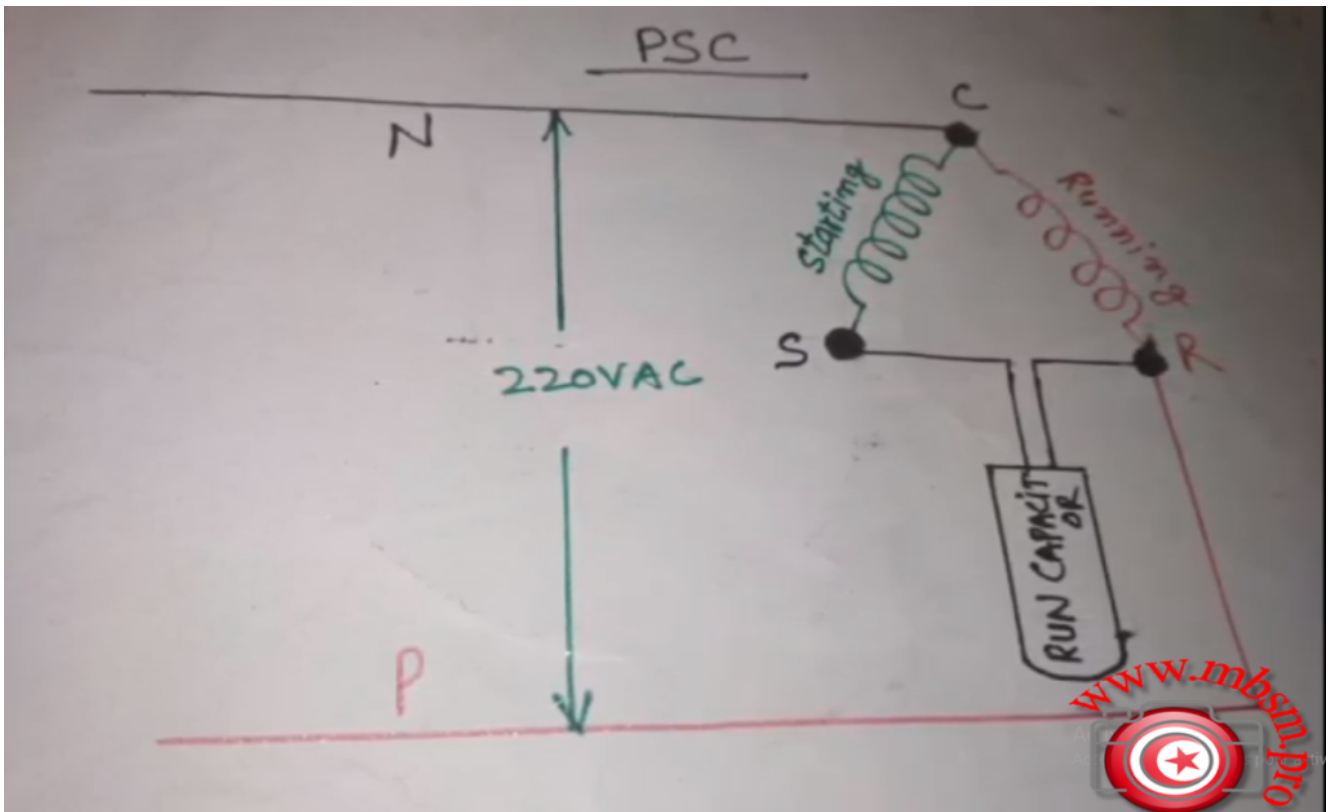 PSC
N
C
Starting
Running
220VAC
S
R
RUN CAPACIT
OR
P
www.mbsm.pro